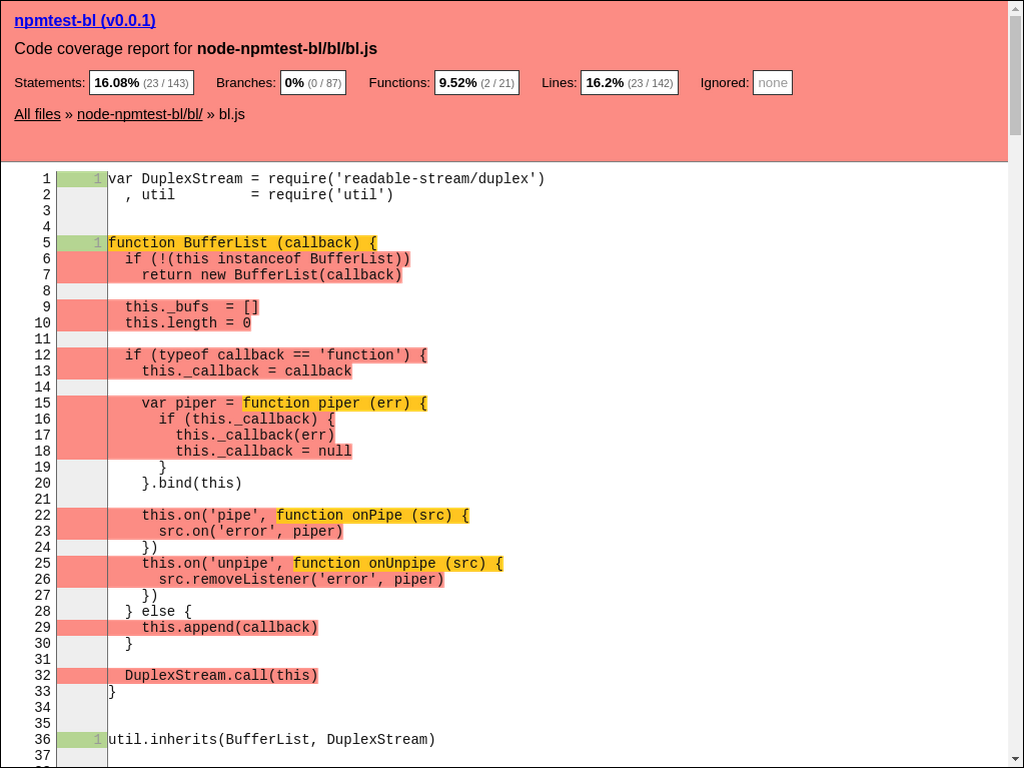 npmtest-bl (v0.0.1)
Code coverage report for node-npmtest-bl/bl/bl.js
Statements: 16.08% (23 / 143) Branches: 0% (0 / 87) Functions: 9.52% (2 / 21) Lines: 16.2% (23 / 142) Ignored: none
All files » node-npmtest-bl/bl/ » bl.js
1 1 var DuplexStream = require('readable-stream/duplex')
2   , util         = require('util')
3
4
5 1 function BufferList (callback) {
6   if (!(this instanceof BufferList))
7     return new BufferList(callback)
8
9   this._bufs  = []
10   this.length = 0
11
12   if (typeof callback == 'function') {
13     this._callback = callback
14
15     var piper = function piper (err) {
16       if (this._callback) {
17         this._callback(err)
18         this._callback = null
19       }
20     }.bind(this)
21
22     this.on('pipe', function onPipe (src) {
23       src.on('error', piper)
24     })
25     this.on('unpipe', function onUnpipe (src) {
26       src.removeListener('error', piper)
27     })
28   } else {
29     this.append(callback)
30   }
31
32   DuplexStream.call(this)
33 }
34
35
36 1 util.inherits(BufferList, DuplexStream)
37